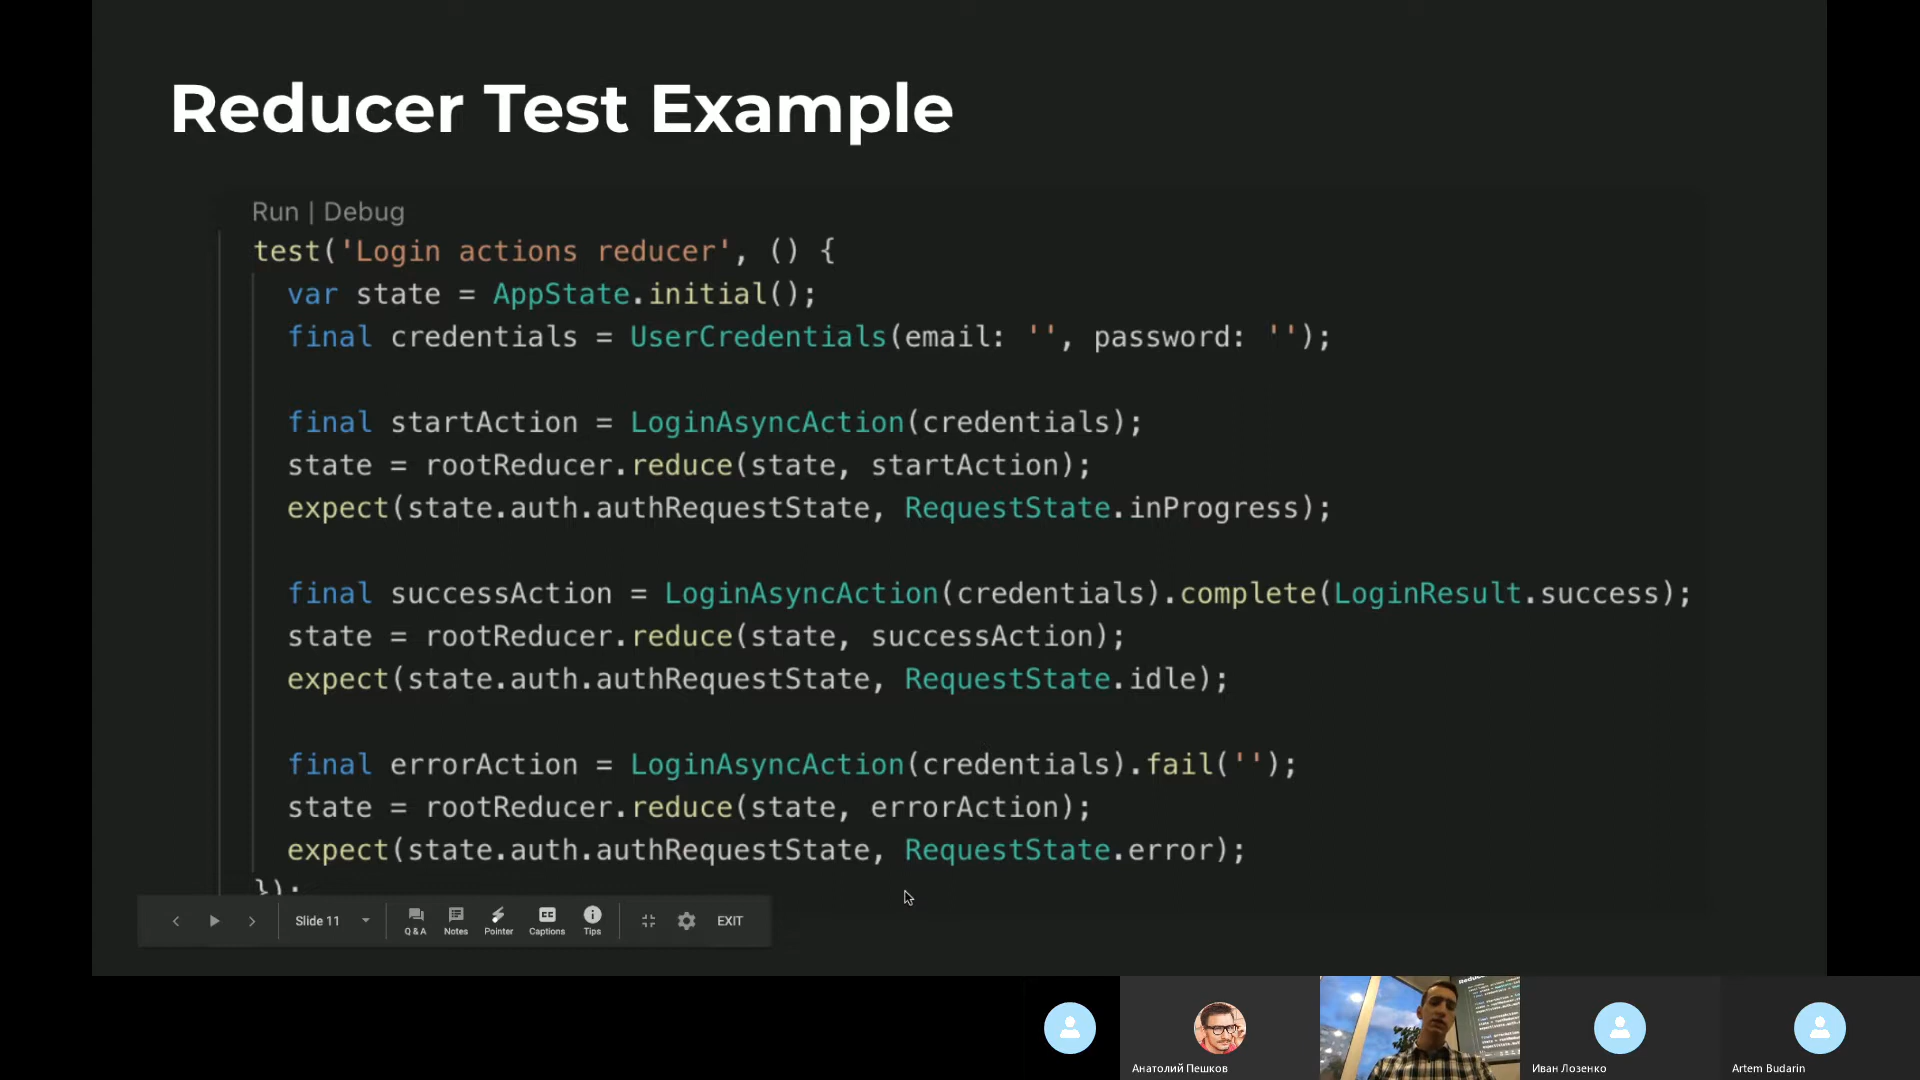 Reducer Test Example
Run | Debug
test('Login actions reducer', () {
var state = AppState.initial();
final credentials = UserCredentials(email: '', password: '');
final startAction = LoginAsyncAction(credentials);
state = rootReducer.reduce(state, startAction);
expect(state.auth.authRequestState, RequestState.inProgress);
final successAction = LoginAsyncAction(credentials).complete(LoginResult.success);
state = rootReducer.reduce(state, successAction);
expect(state.auth.authRequestState, RequestState.idle);
final errorAction = LoginAsyncAction(credentials).fail('');
state = rootReducer.reduce(state, errorAction);
expect(state.auth.authRequestState, RequestState.error);
});
Slide 11
Q & A
Notes
Pointer
Captions
Tips
EXIT
Анатолий Пешков
Иван Лозенко
Artem Budarin